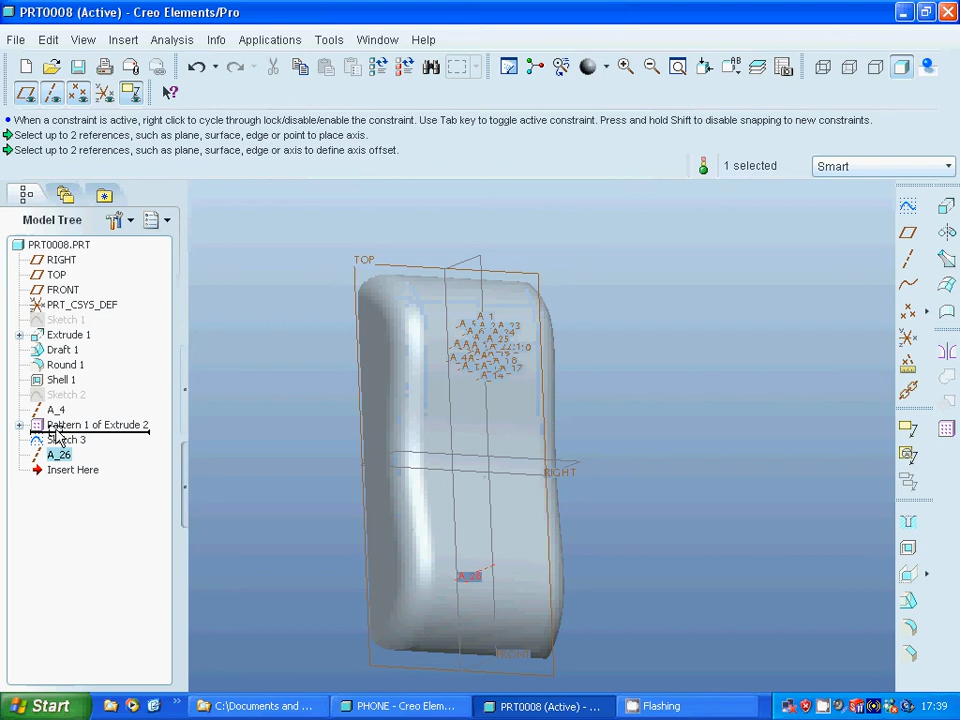 PRT0008 (Active) - Creo Elements/Pro
File Edit View Insert Analysis Info Applications Tools Window Help
When a constraint is active, right click to cycle through lock/disable/enable the constraint. Use Tab key to toggle active constraint. Press and hold Shift to disable snapping to new constraints.
Select up to 2 references, such as plane, surface, edge or point to place axis.
Select up to 2 references, such as plane, surface, edge or axis to define axis offset.
1 selected
Smart
Model Tree
PRT0008.PRT
RIGHT
TOP
FRONT
PRT_CSYS_DEF
Sketch 1
Extrude 1
Draft 1
Round 1
Shell 1
Sketch 2
A_4
Pattern 1 of Extrude 2
Sketch 3
A_26
Insert Here
TOP
A_1
A_14
RIGHT
A_26
Start
C:\Documents and ...
PHONE - Creo Elem...
PRT0008 (Active) - ...
Flashing
17:39